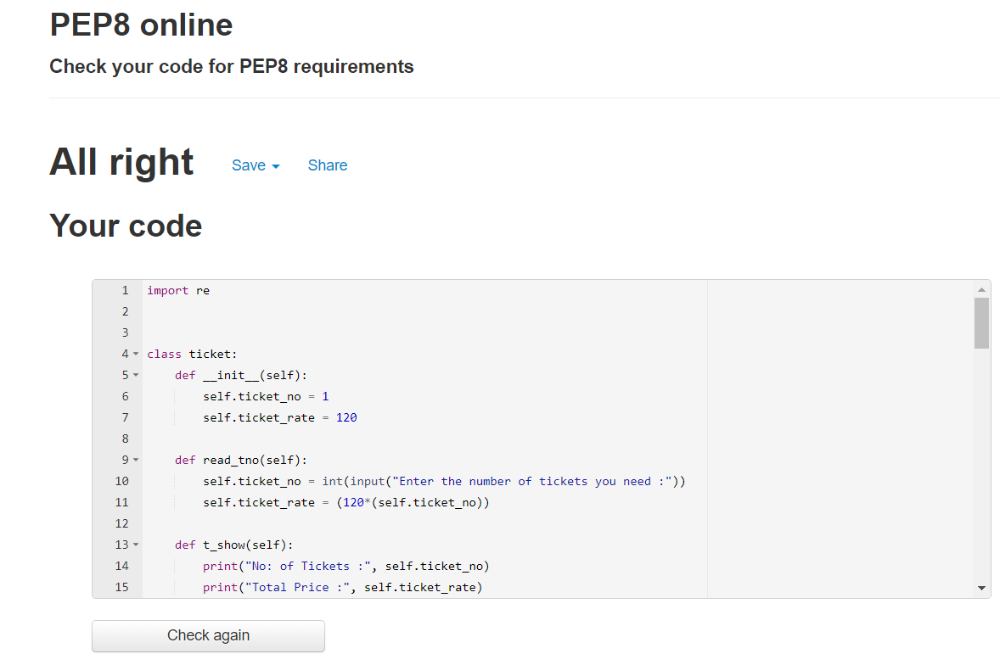 PEP8 online
Check your code for PEP8 requirements
All right Save Share
Your code
1 import re
2
3
4 class ticket:
5 def __init__(self):
6 self.ticket_no = 1
7 self.ticket_rate = 120
8
9 def read_tno(self):
10 self.ticket_no = int(input("Enter the number of tickets you need :"))
11 self.ticket_rate = (120*(self.ticket_no))
12
13 def t_show(self):
14 print("No: of Tickets :", self.ticket_no)
15 print("Total Price :", self.ticket_rate)
Check again